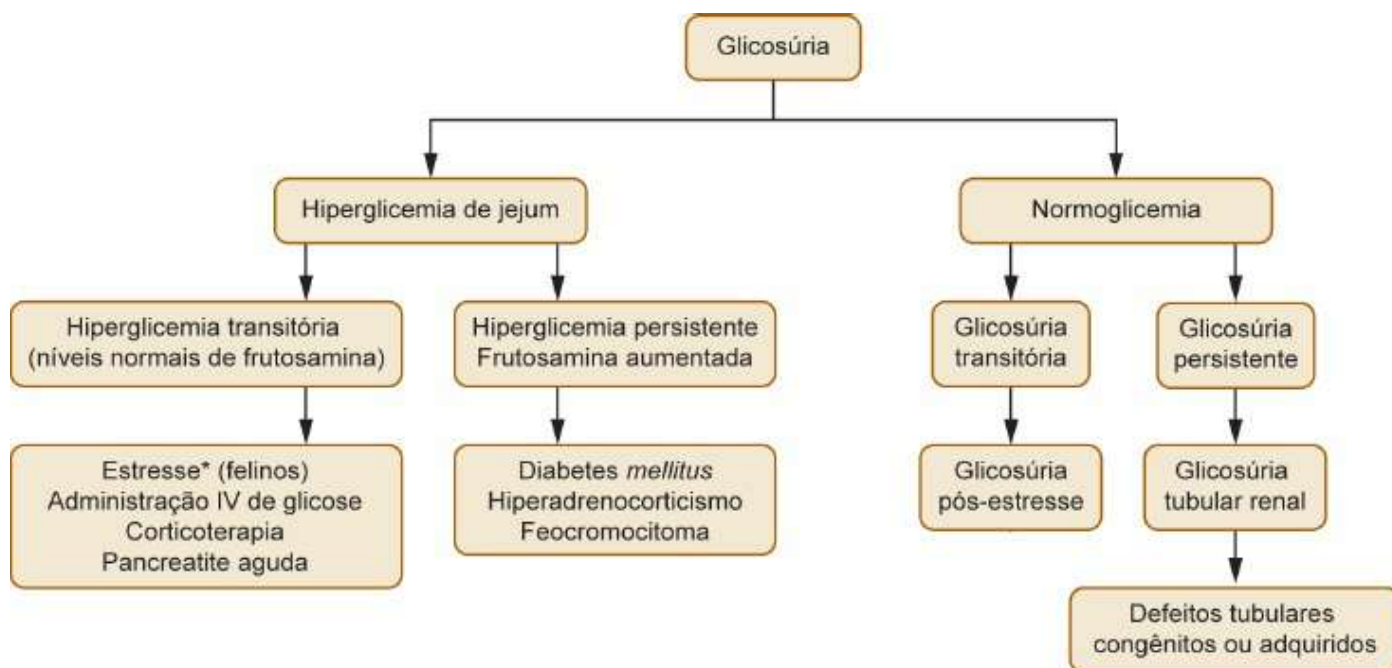 Glicosúria
Hiperglicemia de jejum
Normoglicemia
Hiperglicemia transitória
(níveis normais de frutosamina)
Hiperglicemia persistente
Frutosamina aumentada
Glicosúria
transitória
Glicosúria
persistente
Estresse* (felinos)
Administração IV de glicose
Corticoterapia
Pancreatite aguda
Diabetes mellitus
Hiperadrenocorticismo
Feocromocitoma
Glicosúria
pós-estresse
Glicosúria
tubular renal
Defeitos tubulares
congênitos ou adquiridos